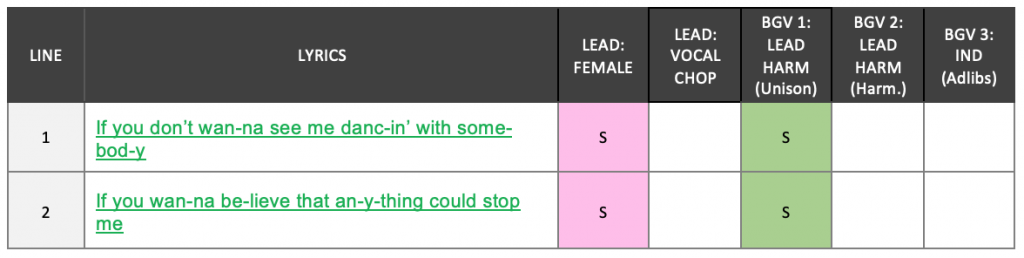 LINE
LYRICS
LEAD:
FEMALE
LEAD:
VOCAL
CHOP
BGV 1:
LEAD
HARM
(Unison)
BGV 2:
LEAD
HARM
(Harm.)
BGV 3:
IND
(Adlibs)
1
If you don’t wan-na see me danc-in’ with some-
bod-y
S
S
2
If you wan-na be-lieve that an-y-thing could stop
me
S
S